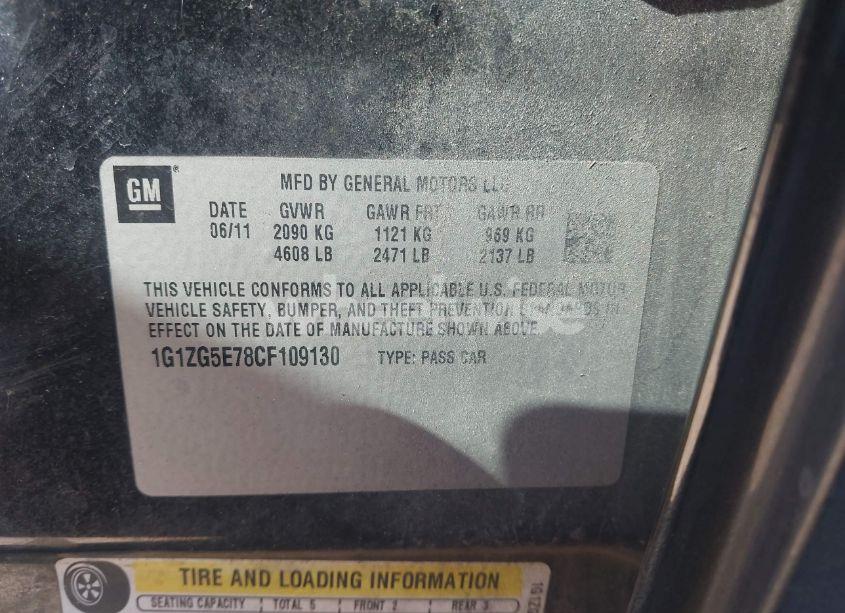 GM ®
MFD BY GENERAL MOTORS LLC
DATE GVWR GAWR FRT GAWR RR
06/11 2090 KG 1121 KG 969 KG
4608 LB 2471 LB 2137 LB
THIS VEHICLE CONFORMS TO ALL APPLICABLE U.S. FEDERAL MOTOR
VEHICLE SAFETY, BUMPER, AND THEFT PREVENTION STANDARDS IN
EFFECT ON THE DATE OF MANUFACTURE SHOWN ABOVE.
1G1ZG5E78CF109130 TYPE: PASS CAR
TIRE AND LOADING INFORMATION
SEATING CAPACITY TOTAL 5 FRONT 2 REAR 3